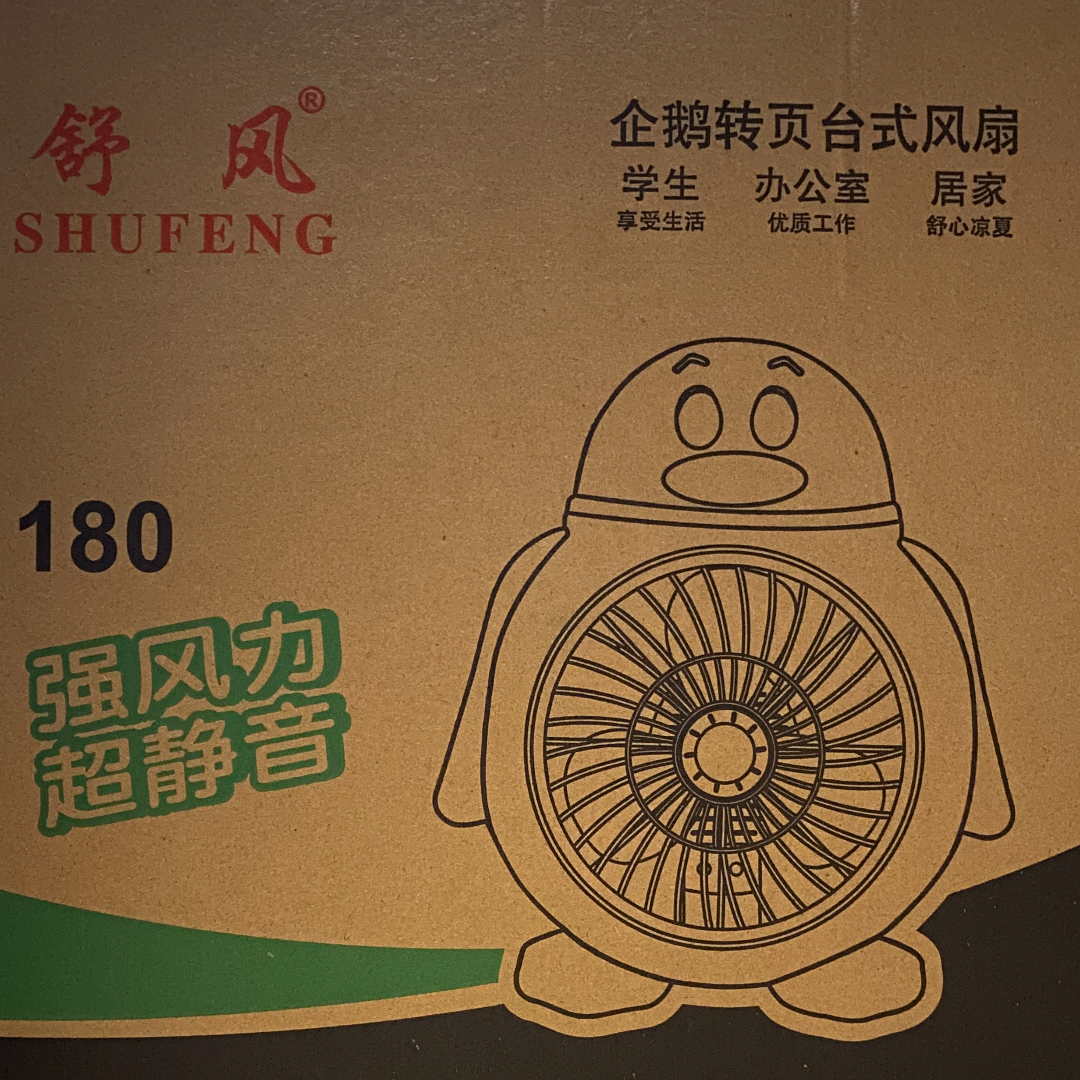 舒风®
SHUFENG
企鹅转页台式风扇
学生 办公室 居家
享受生活 优质工作 舒心凉夏
180
强风力
超静音